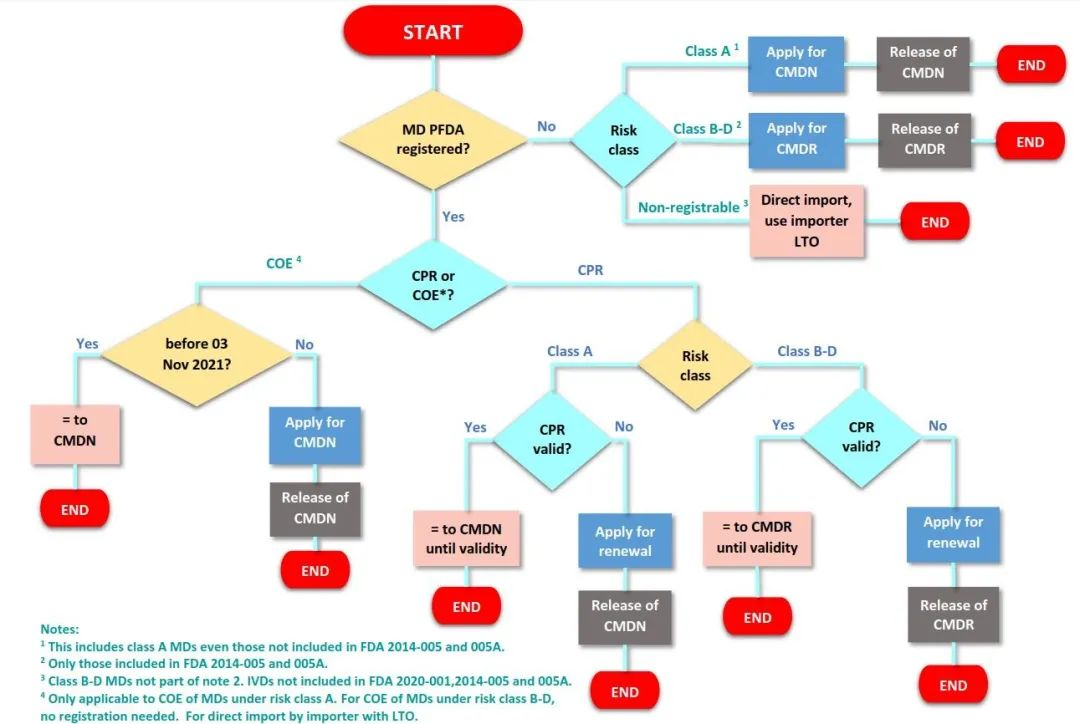 START
MD PFDA
registered?
No
Risk
class
Class A 1
Apply for
CMDN
Release of
CMDN
END
Class B-D 2
Apply for
CMDR
Release of
CMDR
END
Non-registrable 3
Direct import,
use importer
LTO
END
Yes
CPR or
COE*?
COE 4
CPR
before 03
Nov 2021?
Yes
No
= to
CMDN
END
Apply for
CMDN
Release of
CMDN
END
Risk
class
Class A
Class B-D
CPR
valid?
Yes
No
= to CMDN
until validity
END
Apply for
renewal
Release of
CMDN
END
CPR
valid?
Yes
No
= to CMDR
until validity
END
Apply for
renewal
Release of
CMDR
END
Notes:
1 This includes class A MDs even those not included in FDA 2014-005 and 005A.
2 Only those included in FDA 2014-005 and 005A.
3 Class B-D MDs not part of note 2. IVDs not included in FDA 2020-001,2014-005 and 005A.
4 Only applicable to COE of MDs under risk class A. For COE of MDs under risk class B-D,
no registration needed. For direct import by importer with LTO.